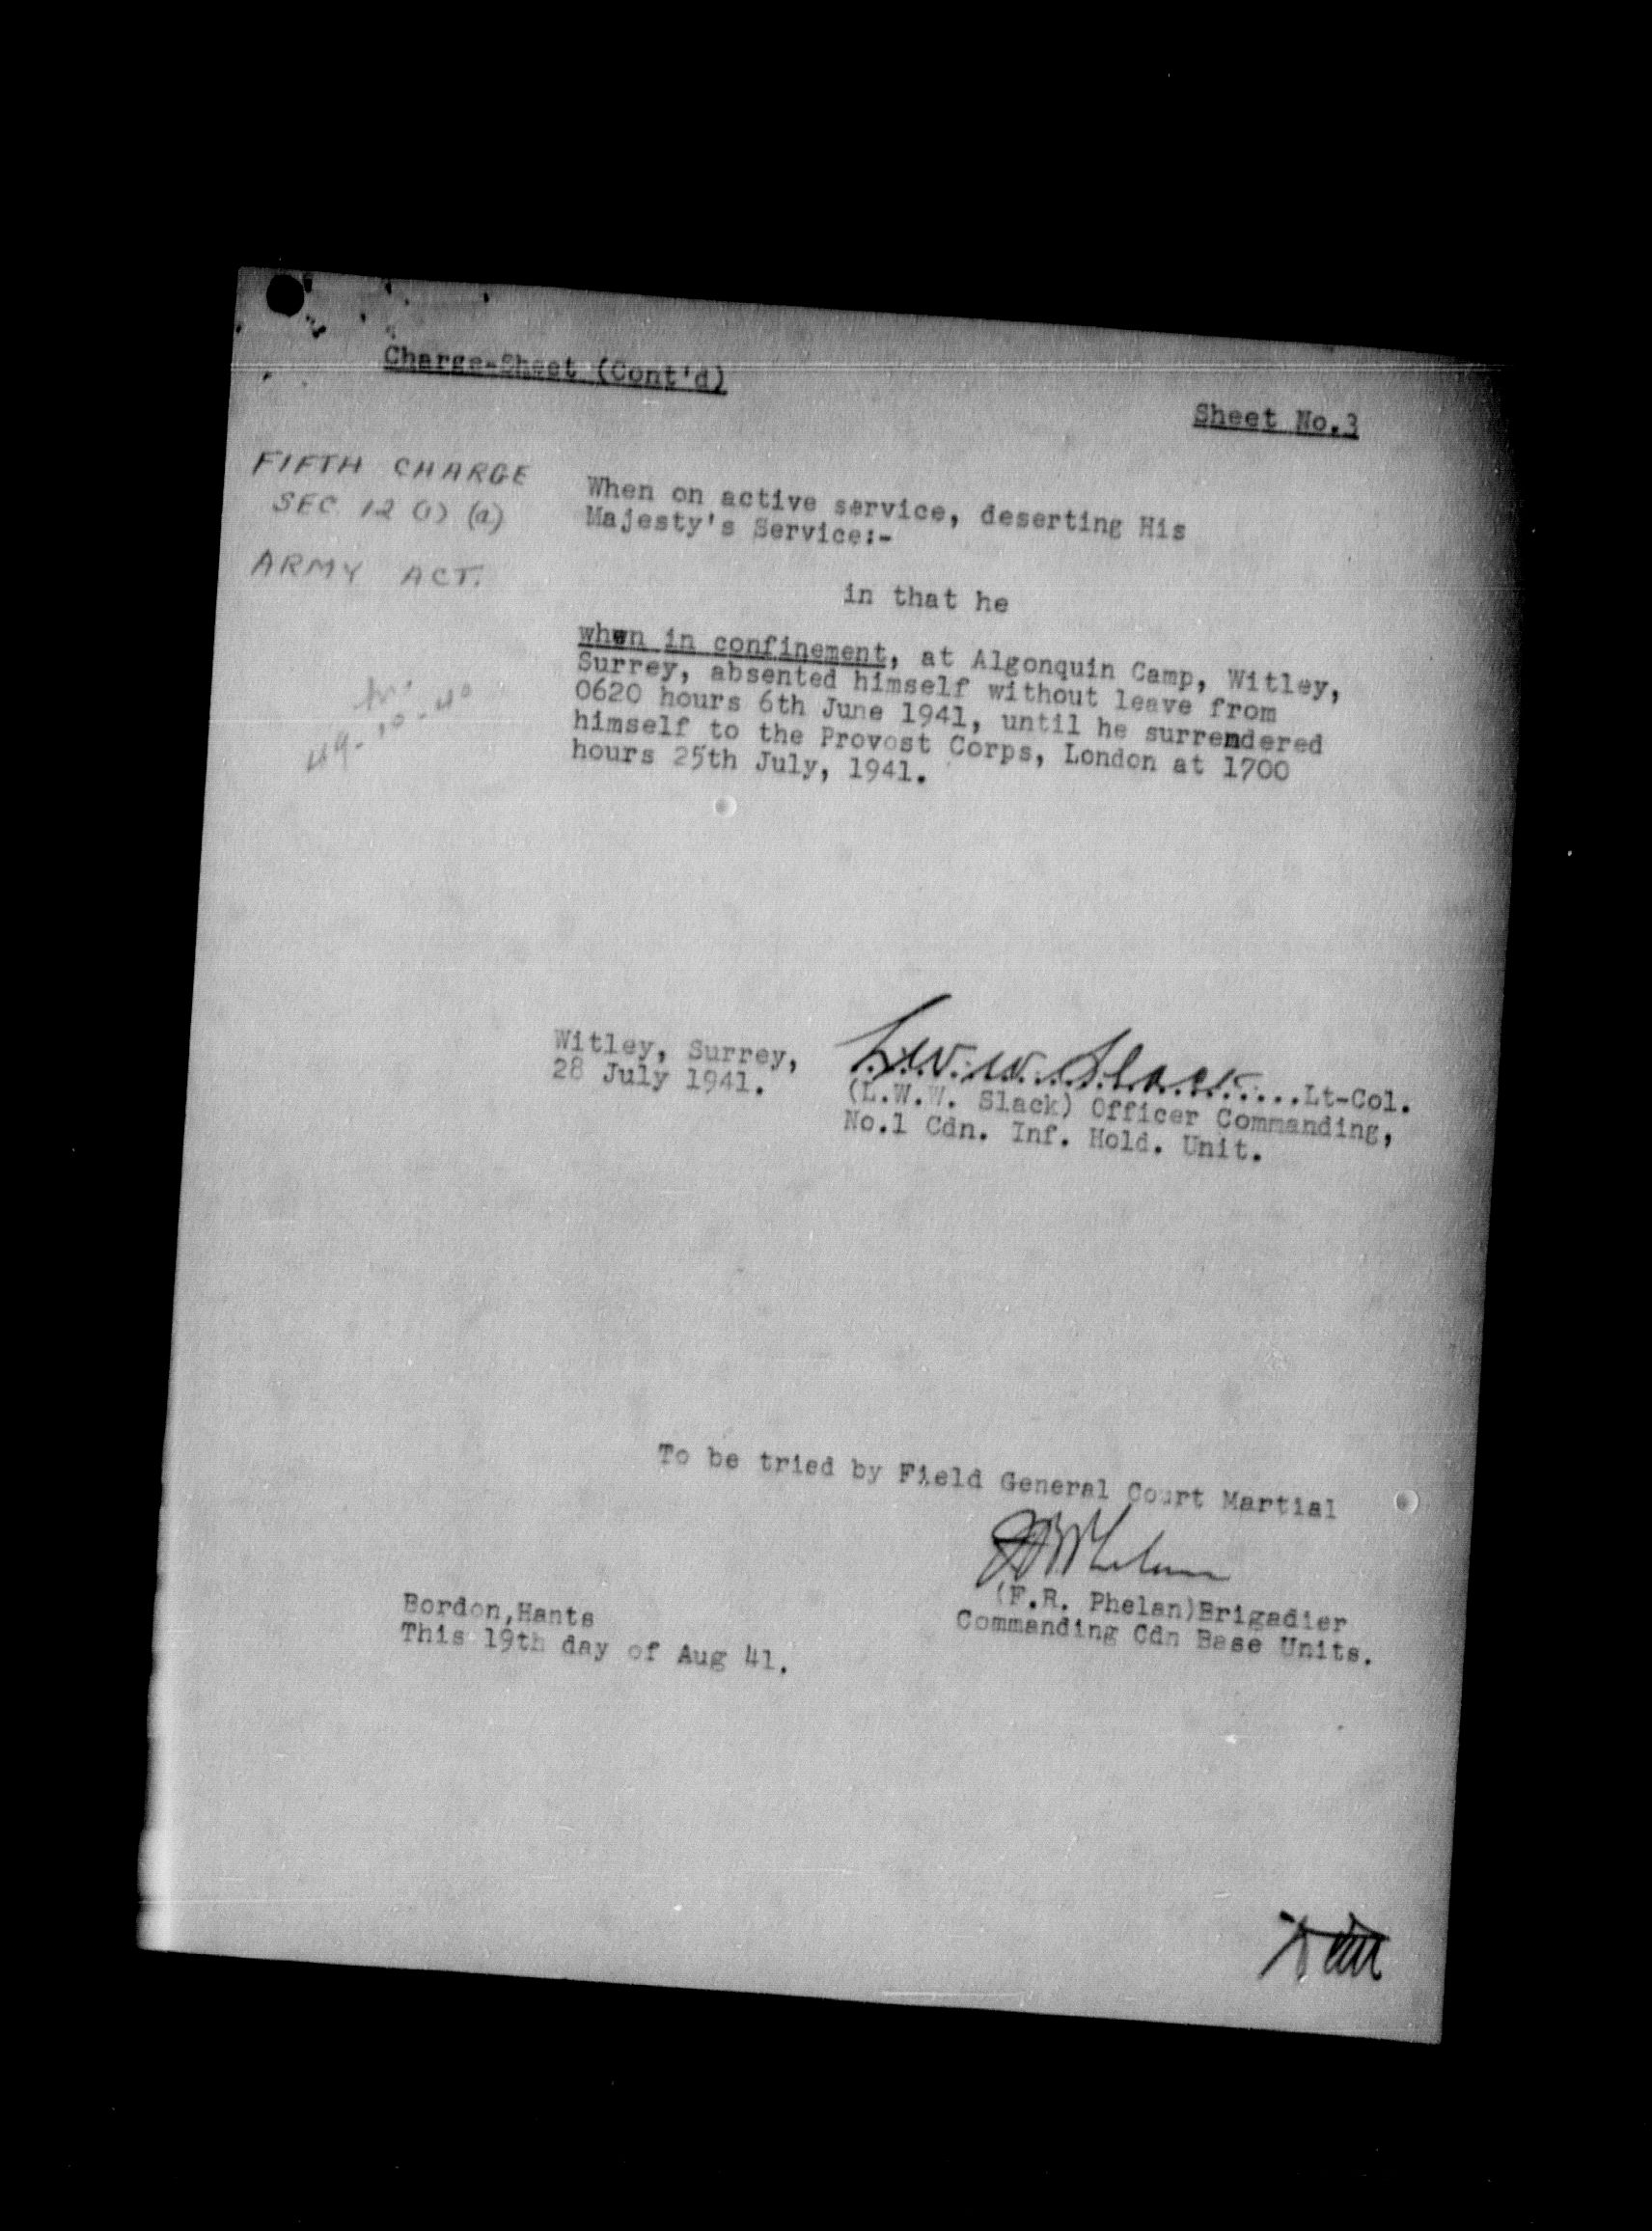 Charge-Sheet (Cont'd)
Sheet No.3
FIFTH CHARGE
SEC. 12 (1) (a)
ARMY ACT.
When on active service, deserting His
Majesty's Service:-
in that he
when in confinement, at Algonquin Camp, Witley,
Surrey, absented himself without leave from
0620 hours 6th June 1941, until he surrendered
himself to the Provost Corps, London at 1700
hours 25th July, 1941.
49-10-40
Witley, Surrey,
28 July 1941.
L.W.W. Slack Lt-Col.
(L.W.W. Slack) Officer Commanding,
No.1 Cdn. Inf. Hold. Unit.
To be tried by Field General Court Martial
(F.R. Phelan)Brigadier
Commanding Cdn Base Units.
Bordon,Hants
This 19th day of Aug 41.